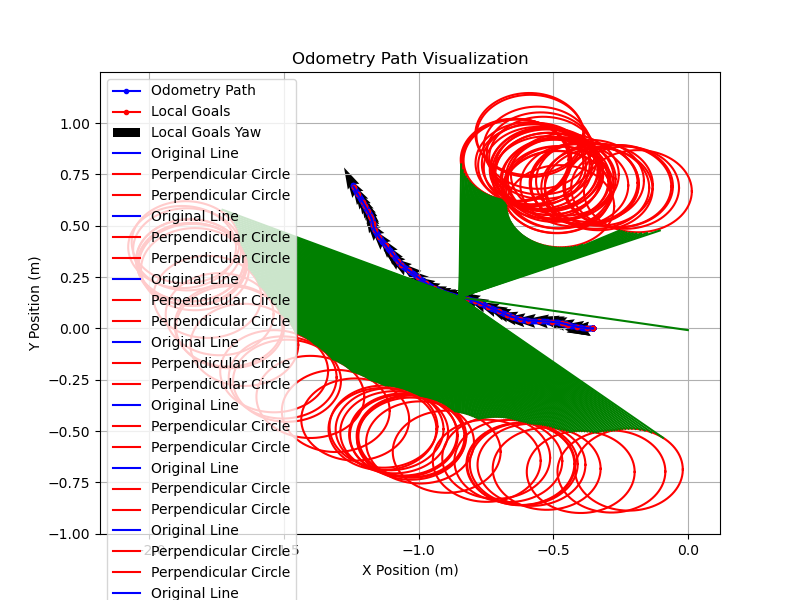 Odometry Path Visualization
Y Position (m)
1.00
0.75
0.50
0.25
0.00
−0.25
−0.50
−0.75
−1.00
Odometry Path
Local Goals
Local Goals Yaw
Original Line
Perpendicular Circle
Perpendicular Circle
Original Line
Perpendicular Circle
Perpendicular Circle
Original Line
Perpendicular Circle
Perpendicular Circle
Original Line
Perpendicular Circle
Perpendicular Circle
Original Line
Perpendicular Circle
Perpendicular Circle
Original Line
Perpendicular Circle
Perpendicular Circle
Original Line
Perpendicular Circle
Perpendicular Circle
Original Line
−1.0
−0.5
0.0
X Position (m)